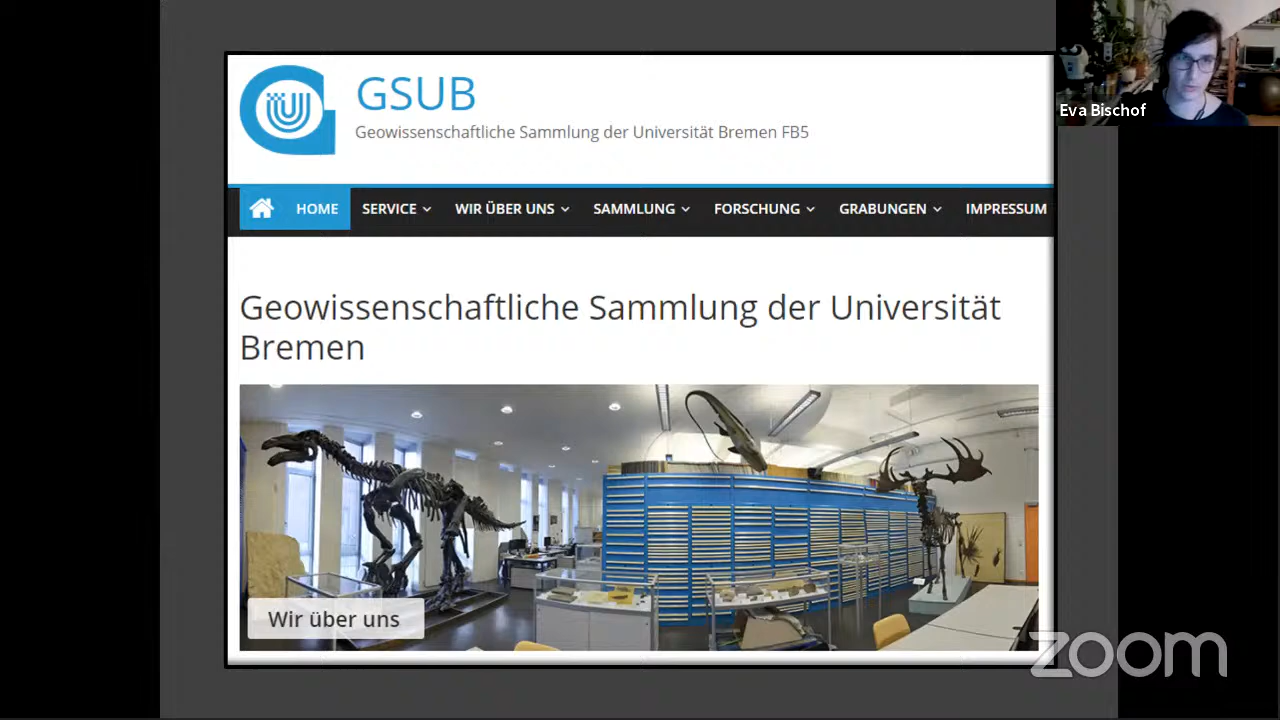 GSUB
Geowissenschaftliche Sammlung der Universität Bremen FB5
Eva Bischof
HOME SERVICE WIR ÜBER UNS SAMMLUNG FORSCHUNG GRABUNGEN IMPRESSUM
Geowissenschaftliche Sammlung der Universität
Bremen
Wir über uns
zoom